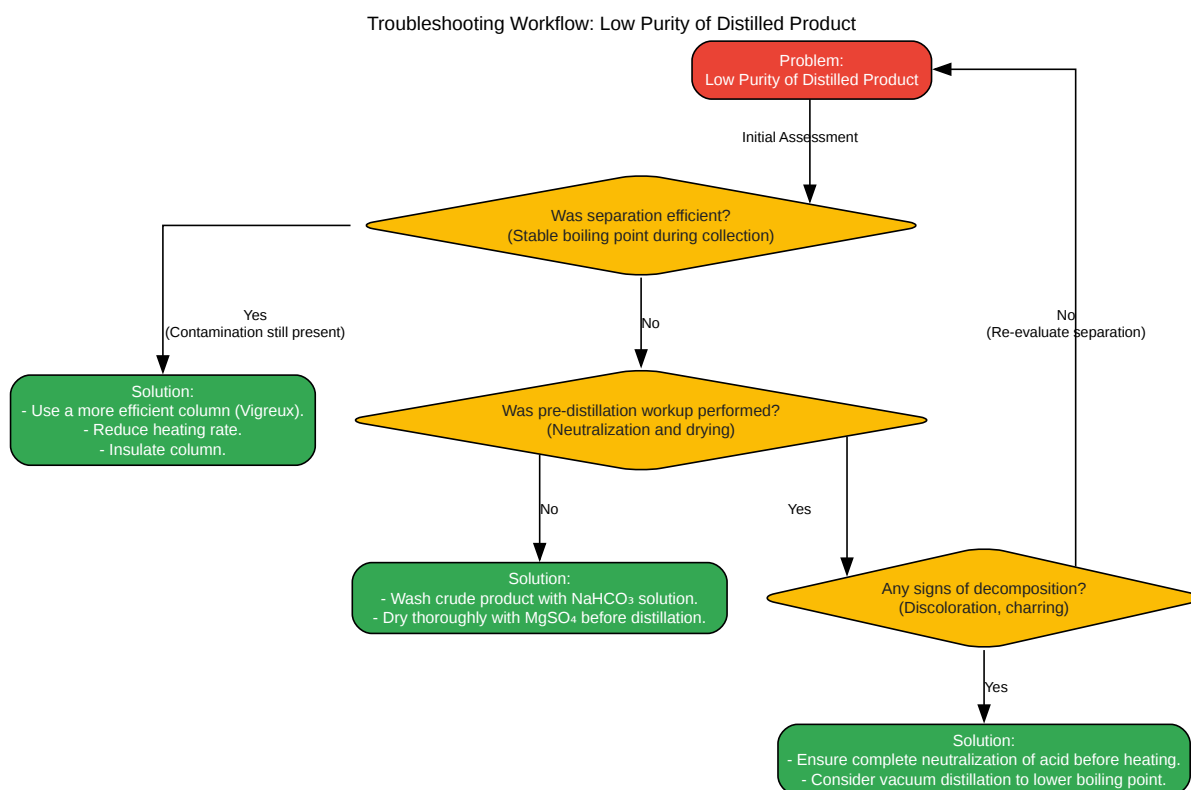 Troubleshooting Workflow: Low Purity of Distilled Product
Problem:
Low Purity of Distilled Product
Initial Assessment
Was separation efficient?
(Stable boiling point during collection)
Yes
(Contamination still present)
No
No
(Re-evaluate separation)
Solution:
- Use a more efficient column (Vigreux).
- Reduce heating rate.
- Insulate column.
Was pre-distillation workup performed?
(Neutralization and drying)
No
Yes
Solution:
- Wash crude product with NaHCO₃ solution.
- Dry thoroughly with MgSO₄ before distillation.
Any signs of decomposition?
(Discoloration, charring)
Yes
Solution:
- Ensure complete neutralization of acid before heating.
- Consider vacuum distillation to lower boiling point.